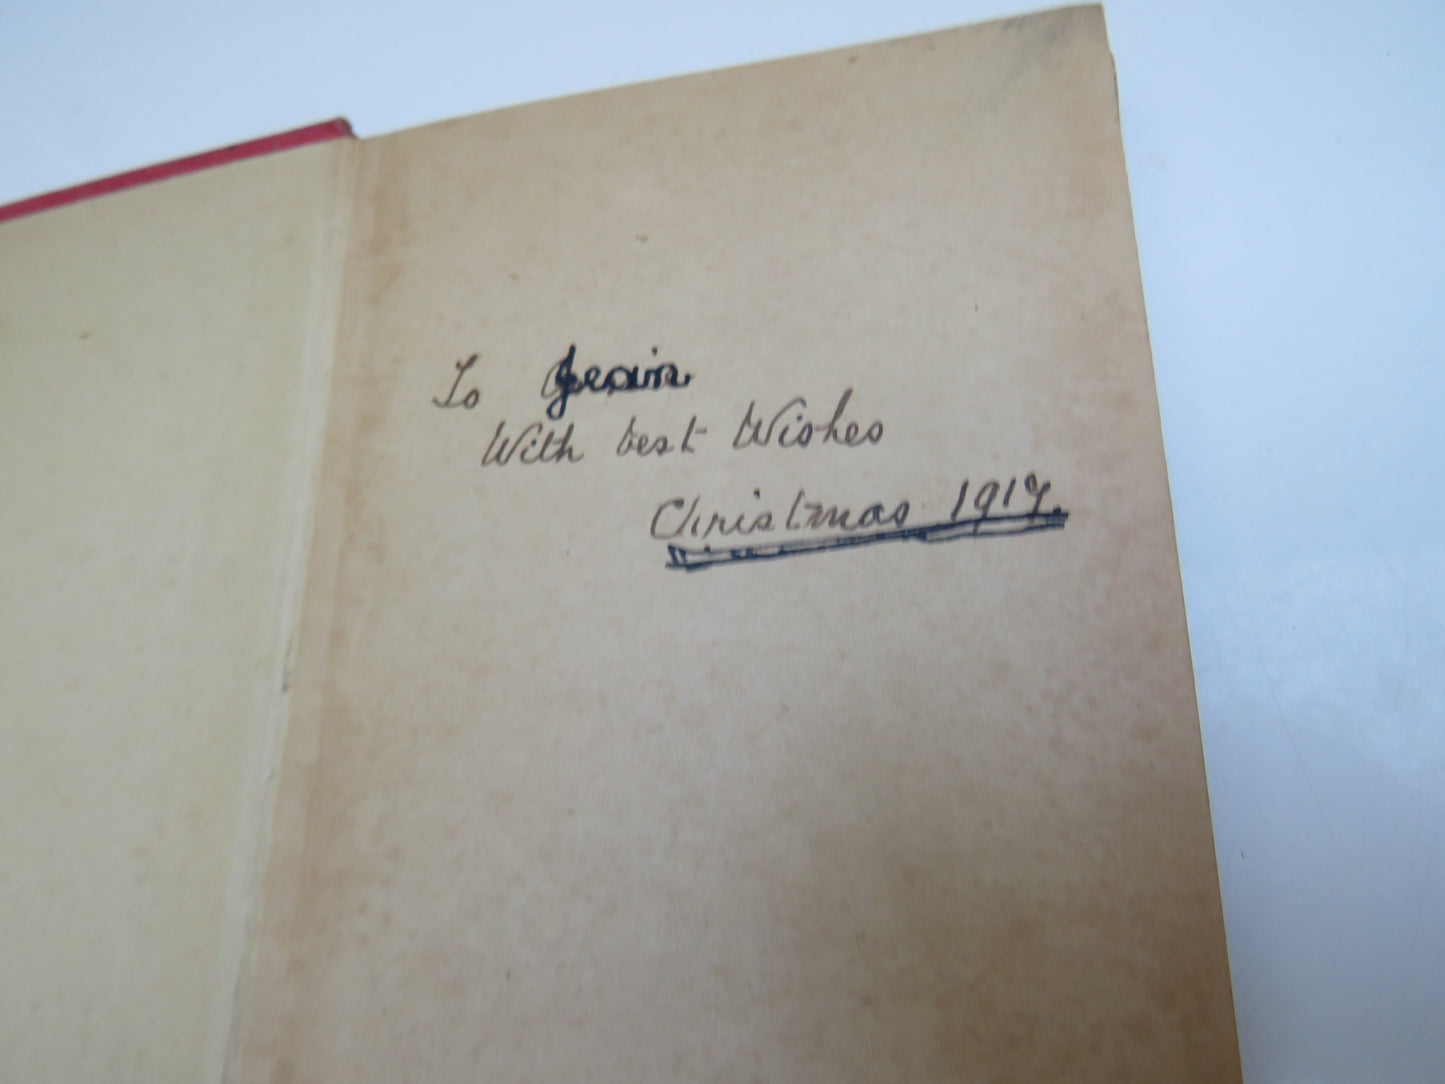 To Jean
With best Wishes
Christmas 1917.